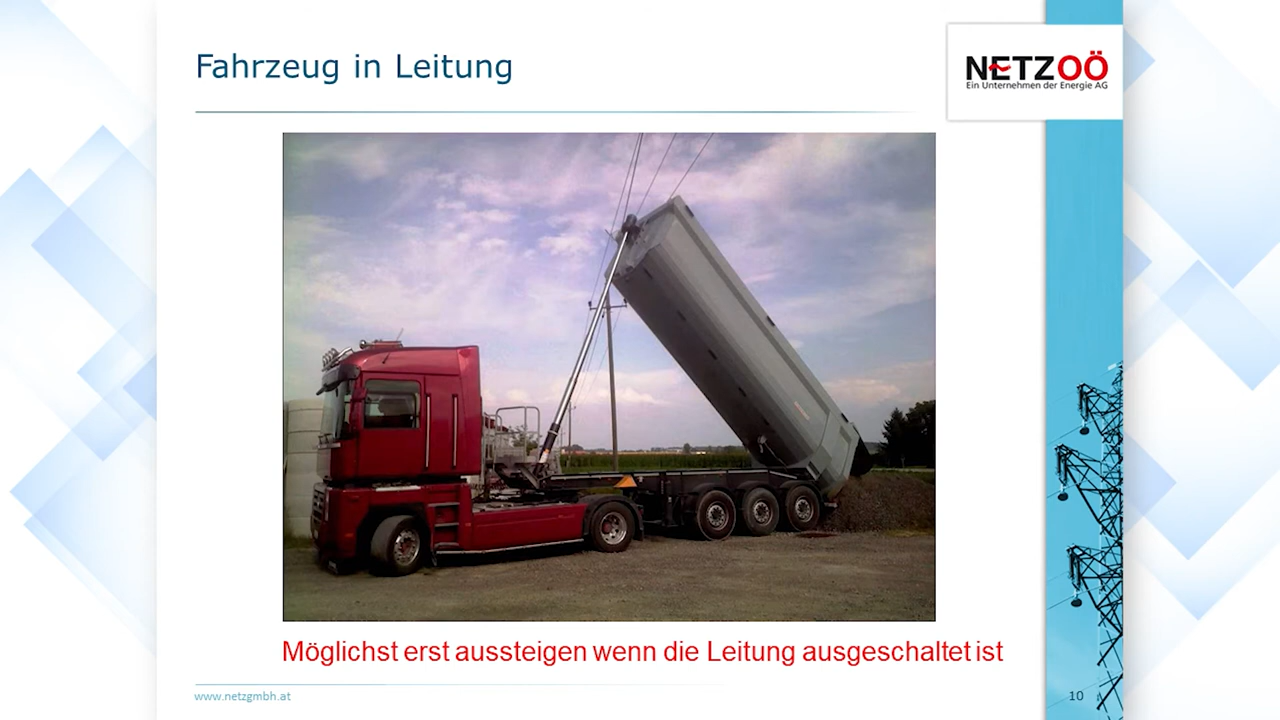 Fahrzeug in Leitung
NETZOÖ
Ein Unternehmen der Energie AG
Möglichst erst aussteigen wenn die Leitung ausgeschaltet ist
www.netzgmbh.at
10